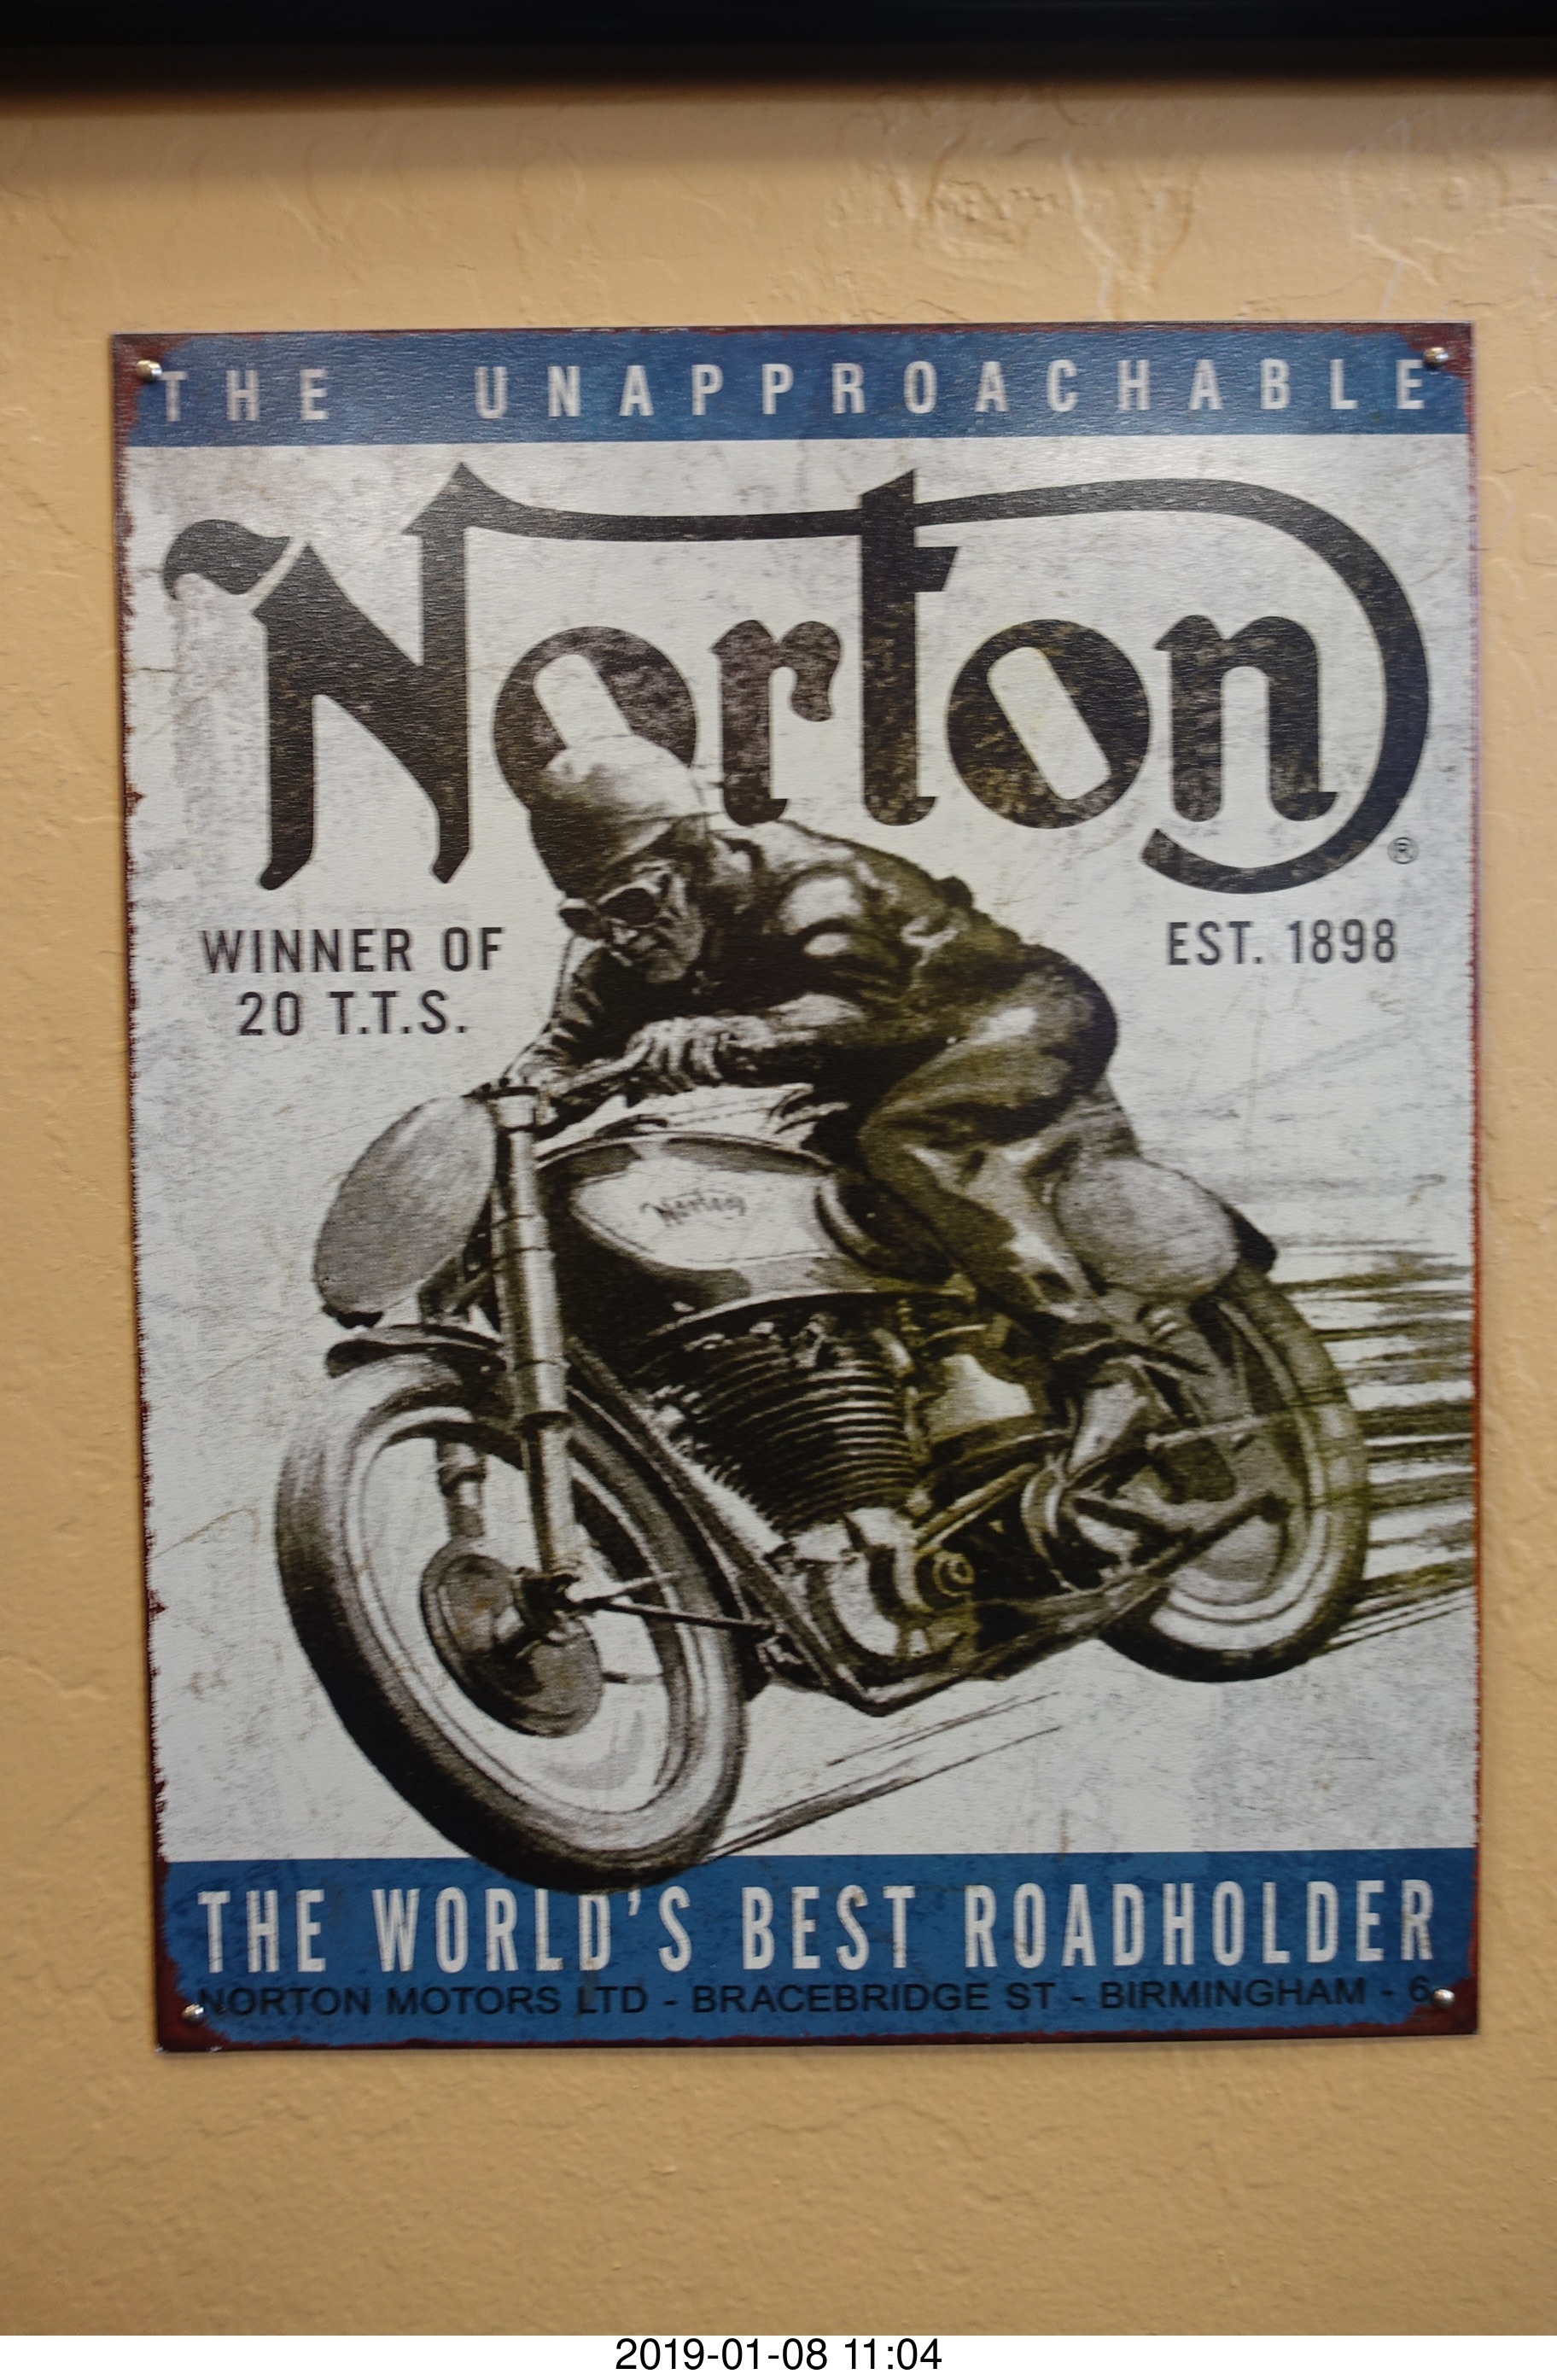 THE UNAPPROACHABLE
Norton
®
WINNER OF
20 T.T.S.
EST. 1898
Norton
THE WORLD'S BEST ROADHOLDER
NORTON MOTORS LTD - BRACEBRIDGE ST - BIRMINGHAM - 6.
2019-01-08 11:04